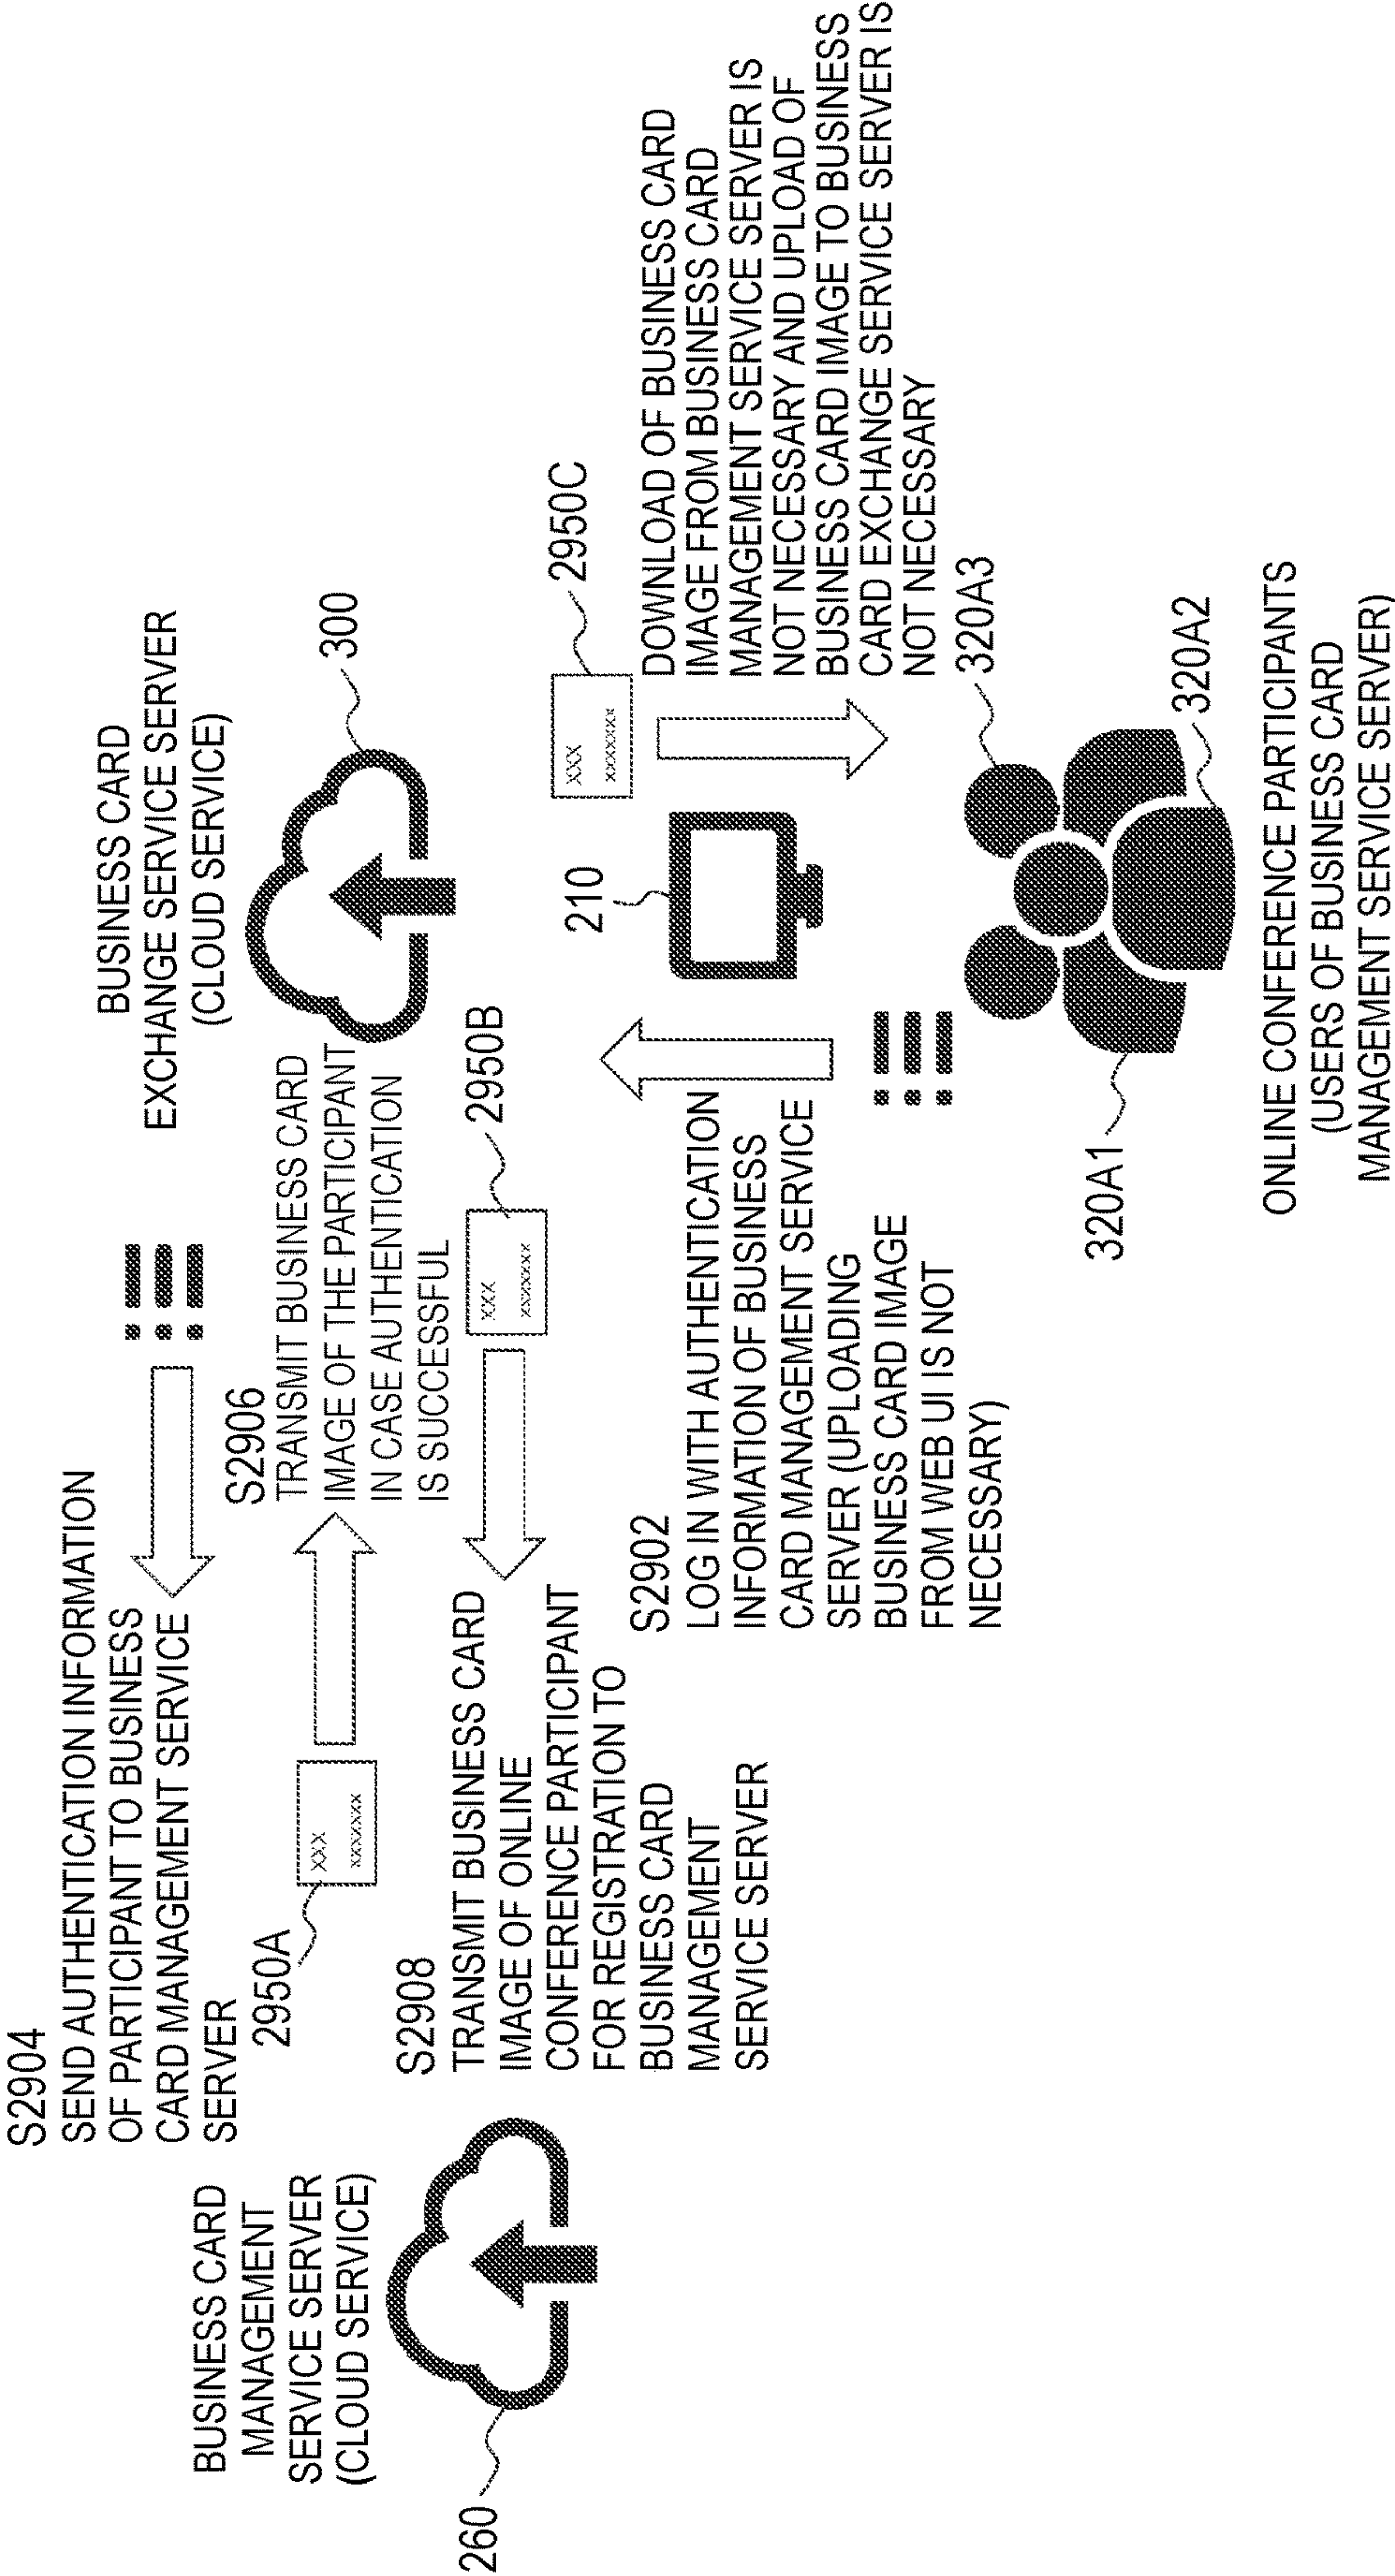 S2904
SEND AUTHENTICATION INFORMATION
OF PARTICIPANT TO BUSINESS
CARD MANAGEMENT SERVICE
SERVER
BUSINESS CARD
EXCHANGE SERVICE SERVER
(CLOUD SERVICE)
300
BUSINESS CARD
MANAGEMENT
SERVICE SERVER
(CLOUD SERVICE)
260
2950A
XXX
XXXXXXX
S2906
TRANSMIT BUSINESS CARD
IMAGE OF THE PARTICIPANT
IN CASE AUTHENTICATION
IS SUCCESSFUL
S2908
TRANSMIT BUSINESS CARD
IMAGE OF ONLINE
CONFERENCE PARTICIPANT
FOR REGISTRATION TO
BUSINESS CARD
MANAGEMENT
SERVICE SERVER
XXX
XXXXXXX
2950B
S2902
LOG IN WITH AUTHENTICATION
INFORMATION OF BUSINESS
CARD MANAGEMENT SERVICE
SERVER (UPLOADING
BUSINESS CARD IMAGE
FROM WEB UI IS NOT
NECESSARY)
210
XXX
XXXXXXX
2950C
DOWNLOAD OF BUSINESS CARD
IMAGE FROM BUSINESS CARD
MANAGEMENT SERVICE SERVER IS
NOT NECESSARY AND UPLOAD OF
BUSINESS CARD IMAGE TO BUSINESS
CARD EXCHANGE SERVICE SERVER IS
NOT NECESSARY
320A3
320A1
320A2
ONLINE CONFERENCE PARTICIPANTS
(USERS OF BUSINESS CARD
MANAGEMENT SERVICE SERVER)